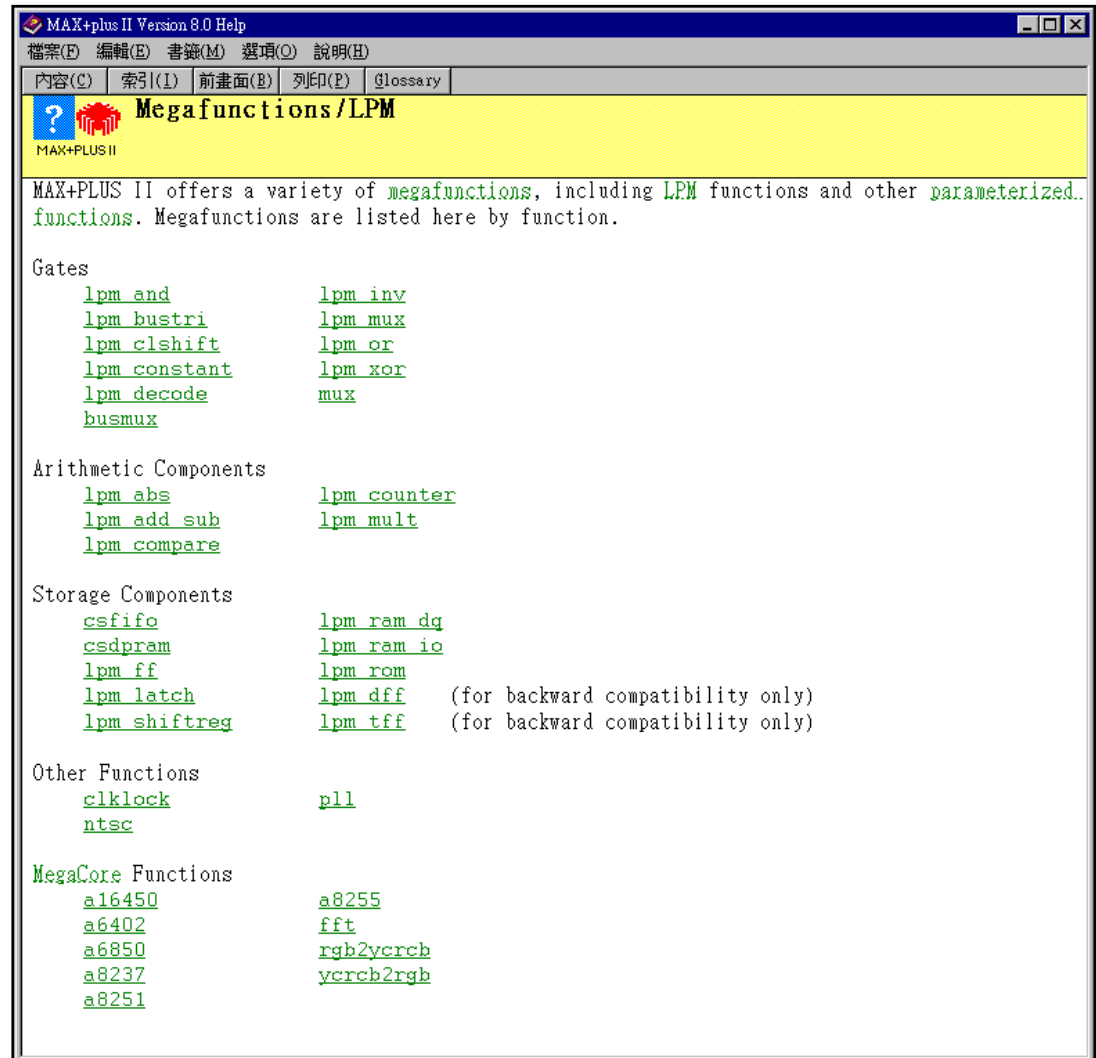 MAX+plus II Version 8.0 Help
檔案(F) 編輯(E) 書籤(M) 選項(O) 說明(H)
內容(C) 索引(I) 前畫面(B) 列印(P) Glossary
? Megafunctions/LPM
MAX+PLUS II
MAX+PLUS II offers a variety of megafunctions, including LPM functions and other parameterized
functions. Megafunctions are listed here by function.
Gates
lpm_and lpm_inv
lpm_bustri lpm_mux
lpm_clshift lpm_or
lpm_constant lpm_xor
lpm_decode mux
busmux
Arithmetic Components
lpm_abs lpm_counter
lpm_add_sub lpm_mult
lpm_compare
Storage Components
csfifo lpm_ram_dq
csdpram lpm_ram_io
lpm_ff lpm_rom
lpm_latch lpm_dff (for backward compatibility only)
lpm_shiftreg lpm_tff (for backward compatibility only)
Other Functions
clklock pll
ntsc
MegaCore Functions
a16450 a8255
a6402 fft
a6850 rgb2ycrcb
a8237 ycrcb2rgb
a8251